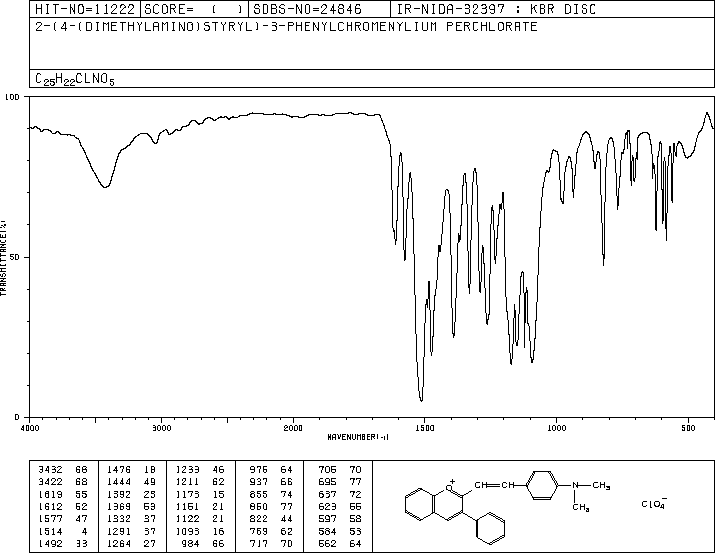 HIT-NO=11222 SCORE= ( ) SDBS-NO=24846 IR-NIDA-32397 : KBR DISC
2-(4-(DIMETHYLAMINO)STYRYL)-3-PHENYLCHROMENYLIUM PERCHLORATE
C25H22CLNO5
100
50
0
TRANSMITTANCE(%)
4000 3000 2000 1500 1000 500
WAVENUMBER(-1)
3432 66 1476 18 1233 46 976 64 706 70
3422 68 1444 49 1211 62 937 66 695 77
1619 55 1392 25 1173 15 855 74 637 72
1612 52 1369 53 1151 21 850 77 623 55
1577 47 1332 37 1122 21 822 44 597 58
1514 4 1291 37 1093 16 769 62 584 53
1492 33 1264 27 984 66 717 70 562 64
O+ CH=CH N CH3 CH3 ClO4-